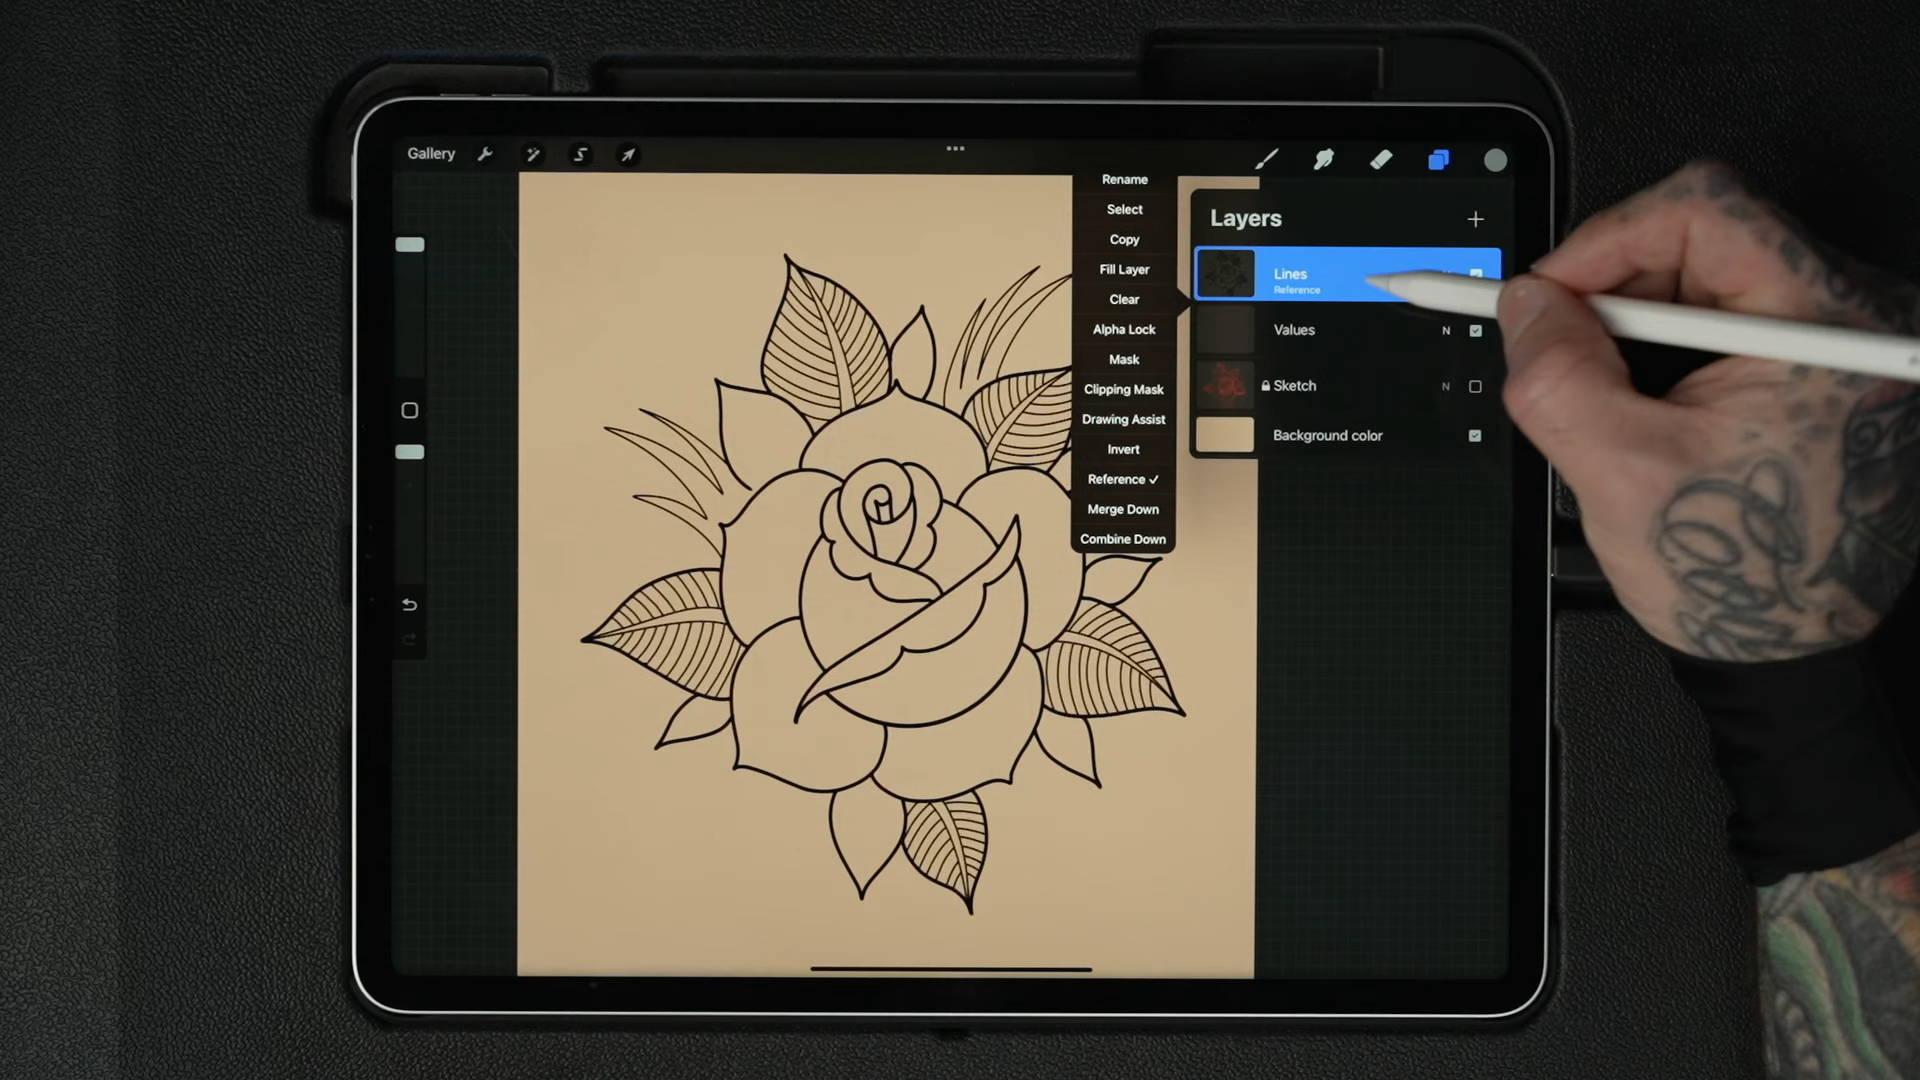 Gallery
Rename
Select
Copy
Fill Layer
Clear
Alpha Lock
Mask
Clipping Mask
Drawing Assist
Invert
Reference ✓
Merge Down
Combine Down
Layers
Lines
Reference
Values N
Sketch N
Background color